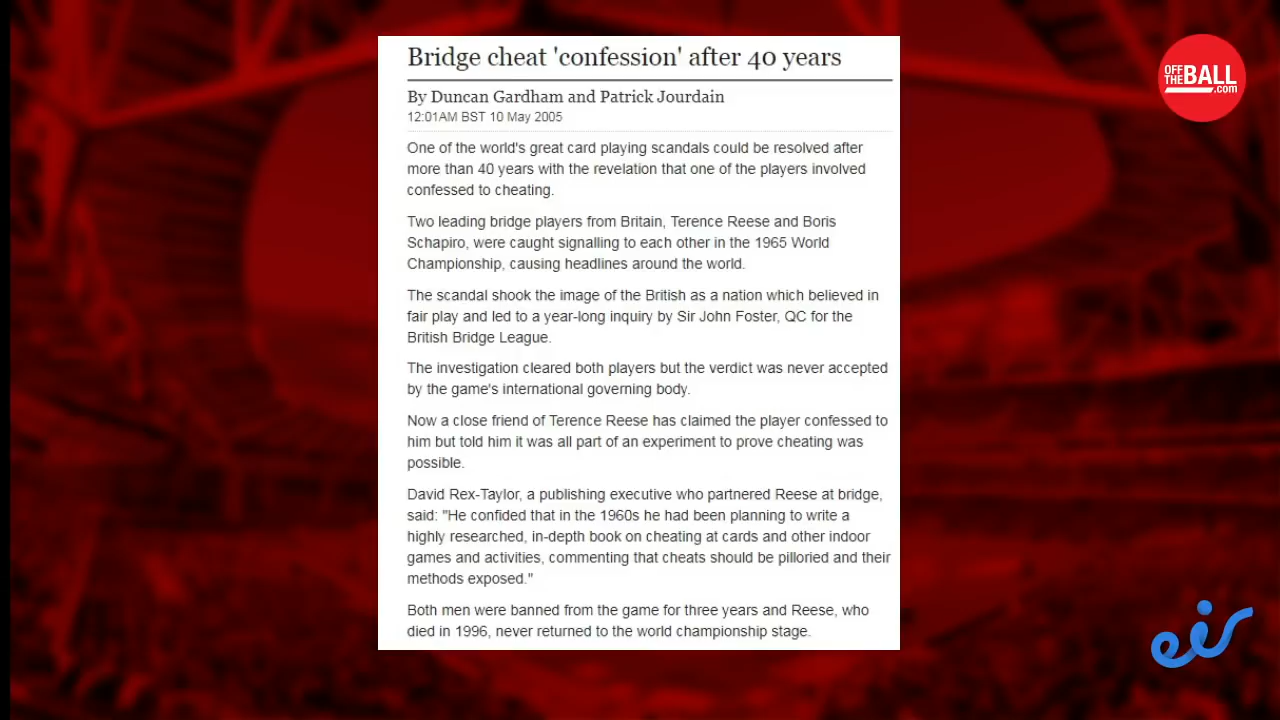 Bridge cheat 'confession' after 40 years
By Duncan Gardham and Patrick Jourdain
12:01AM BST 10 May 2005
One of the world's great card playing scandals could be resolved after
more than 40 years with the revelation that one of the players involved
confessed to cheating.
Two leading bridge players from Britain, Terence Reese and Boris
Schapiro, were caught signalling to each other in the 1965 World
Championship, causing headlines around the world.
The scandal shook the image of the British as a nation which believed in
fair play and led to a year-long inquiry by Sir John Foster, QC for the
British Bridge League.
The investigation cleared both players but the verdict was never accepted
by the game's international governing body.
Now a close friend of Terence Reese has claimed the player confessed to
him but told him it was all part of an experiment to prove cheating was
possible.
David Rex-Taylor, a publishing executive who partnered Reese at bridge,
said: "He confided that in the 1960s he had been planning to write a
highly researched, in-depth book on cheating at cards and other indoor
games and activities, commenting that cheats should be pilloried and their
methods exposed."
Both men were banned from the game for three years and Reese, who
died in 1996, never returned to the world championship stage.
OFF
THE BALL
.com
eir